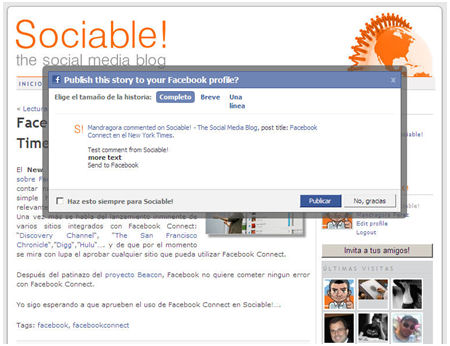 Sociable!
the social media blog
INICIO
Publish this story to your Facebook profile?
Elige el tamaño de la historia: Completo Breve Una línea
S! Mandragora commented on Sociable! - The Social Media Blog, post title: Facebook
Connect en el New York Times.
Test comment from Sociable!
more text
Send to Facebook
Haz esto siempre para Sociable!
Publicar No, gracias
< Lectura
Face
Time
El New
sobre Fa
contar
simple
relevan
Una vez más se habla del lanzamiento inminente de
varios sitios integrados con Facebook Connect:
"Discovery Channel", "The San Francisco
Chronicle","Digg","Hulu"... y de que por el momento
se mira con lupa el aprobar cualquier sitio que pueda utilizar Facebook Connect.
Después del patinazo del proyecto Beacon, Facebook no quiere cometer ningun error
con Facebook Connect.
Yo sigo esperando a que aprueben el uso de Facebook Connect en Sociable!...
Tags: facebook, facebookconnect
Edit profile
Logout
Invita a tus amigos!
ÚLTIMAS VISITAS